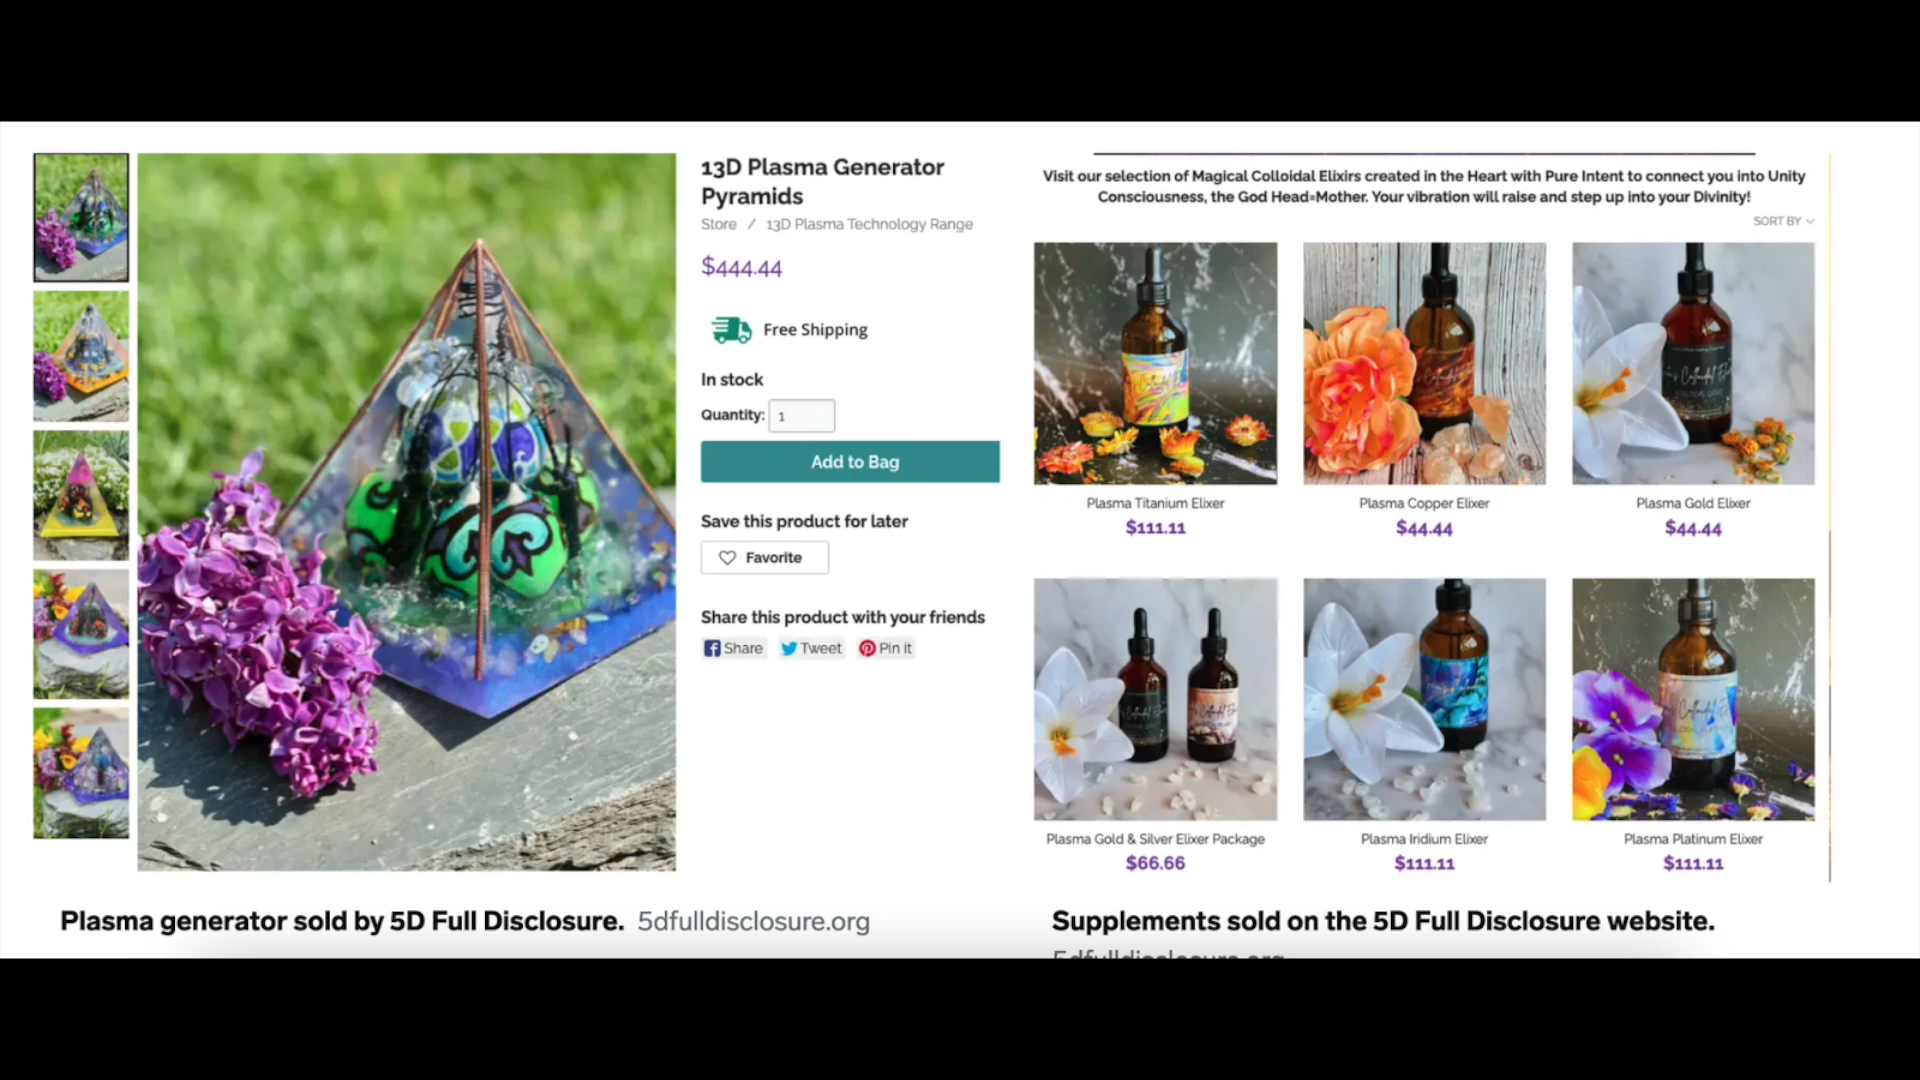 13D Plasma Generator
Pyramids
Store / 13D Plasma Technology Range
$444.44
Free Shipping
In stock
Quantity: 1
Add to Bag
Save this product for later
Favorite
Share this product with your friends
Share Tweet Pin it
Plasma generator sold by 5D Full Disclosure. 5dfulldisclosure.org
Visit our selection of Magical Colloidal Elixirs created in the Heart with Pure Intent to connect you into Unity
Consciousness, the God Head=Mother. Your vibration will raise and step up into your Divinity!
SORT BY
Plasma Titanium Elixer
$111.11
Plasma Copper Elixer
$44.44
Plasma Gold Elixer
$44.44
Plasma Gold & Silver Elixer Package
$66.66
Plasma Iridium Elixer
$111.11
Plasma Platinum Elixer
$111.11
Supplements sold on the 5D Full Disclosure website.
5dfulldisclosure.org